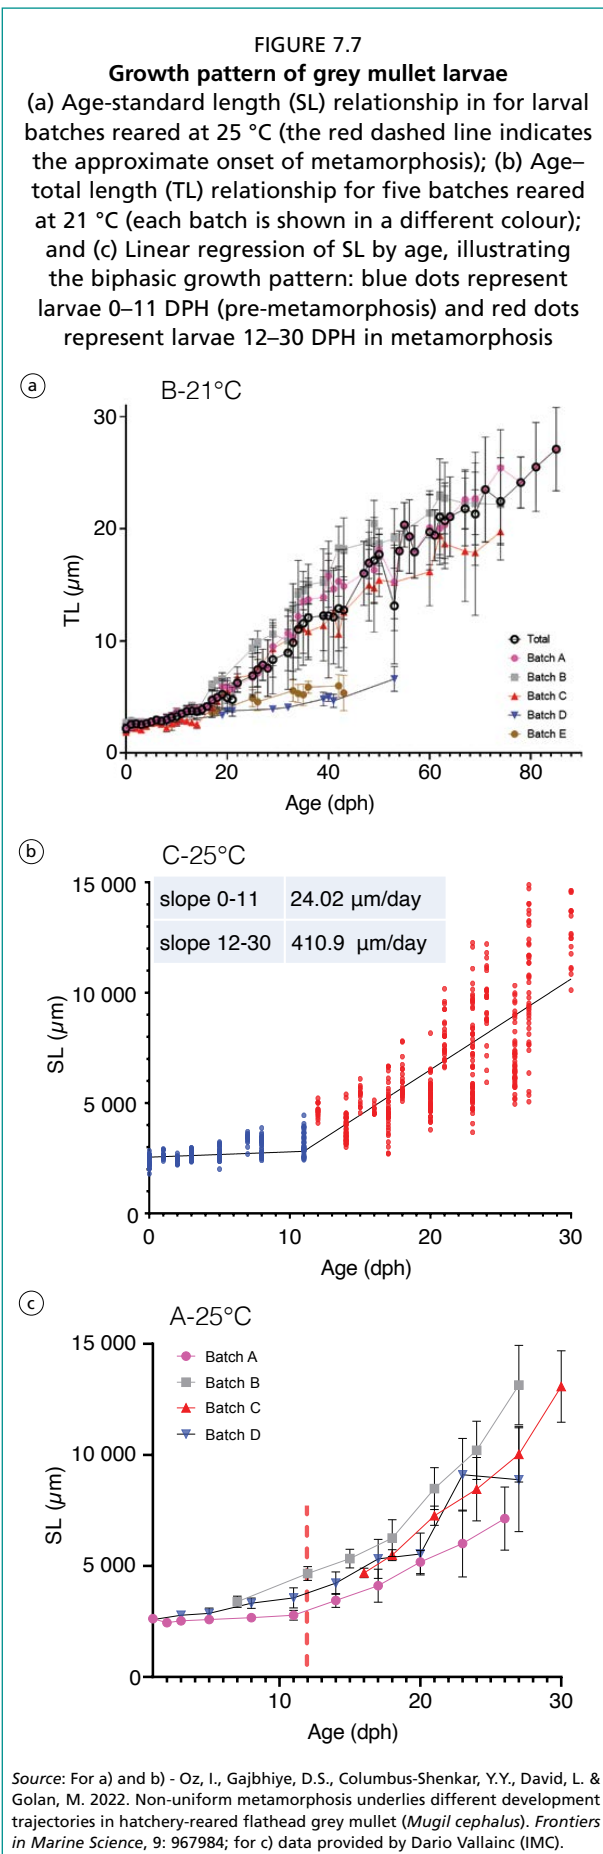 FIGURE 7.7
Growth pattern of grey mullet larvae
(a) Age-standard length (SL) relationship in for larval
batches reared at 25 °C (the red dashed line indicates
the approximate onset of metamorphosis); (b) Age–
total length (TL) relationship for five batches reared
at 21 °C (each batch is shown in a different colour);
and (c) Linear regression of SL by age, illustrating
the biphasic growth pattern: blue dots represent
larvae 0–11 DPH (pre-metamorphosis) and red dots
represent larvae 12–30 DPH in metamorphosis
a
B-21°C
30
20
10
0
TL (µm)
Total
Batch A
Batch B
Batch C
Batch D
Batch E
0 20 40 60 80
Age (dph)
b
C-25°C
15 000
10 000
5 000
0
SL (µm)
slope 0-11 24.02 µm/day
slope 12-30 410.9 µm/day
0 10 20 30
Age (dph)
c
A-25°C
15 000
10 000
5 000
0
SL (µm)
Batch A
Batch B
Batch C
Batch D
10 20 30
Age (dph)
Source: For a) and b) - Oz, I., Gajbhiye, D.S., Columbus-Shenkar, Y.Y., David, L. &
Golan, M. 2022. Non-uniform metamorphosis underlies different development
trajectories in hatchery-reared flathead grey mullet (Mugil cephalus). Frontiers
in Marine Science, 9: 967984; for c) data provided by Dario Vallainc (IMC).